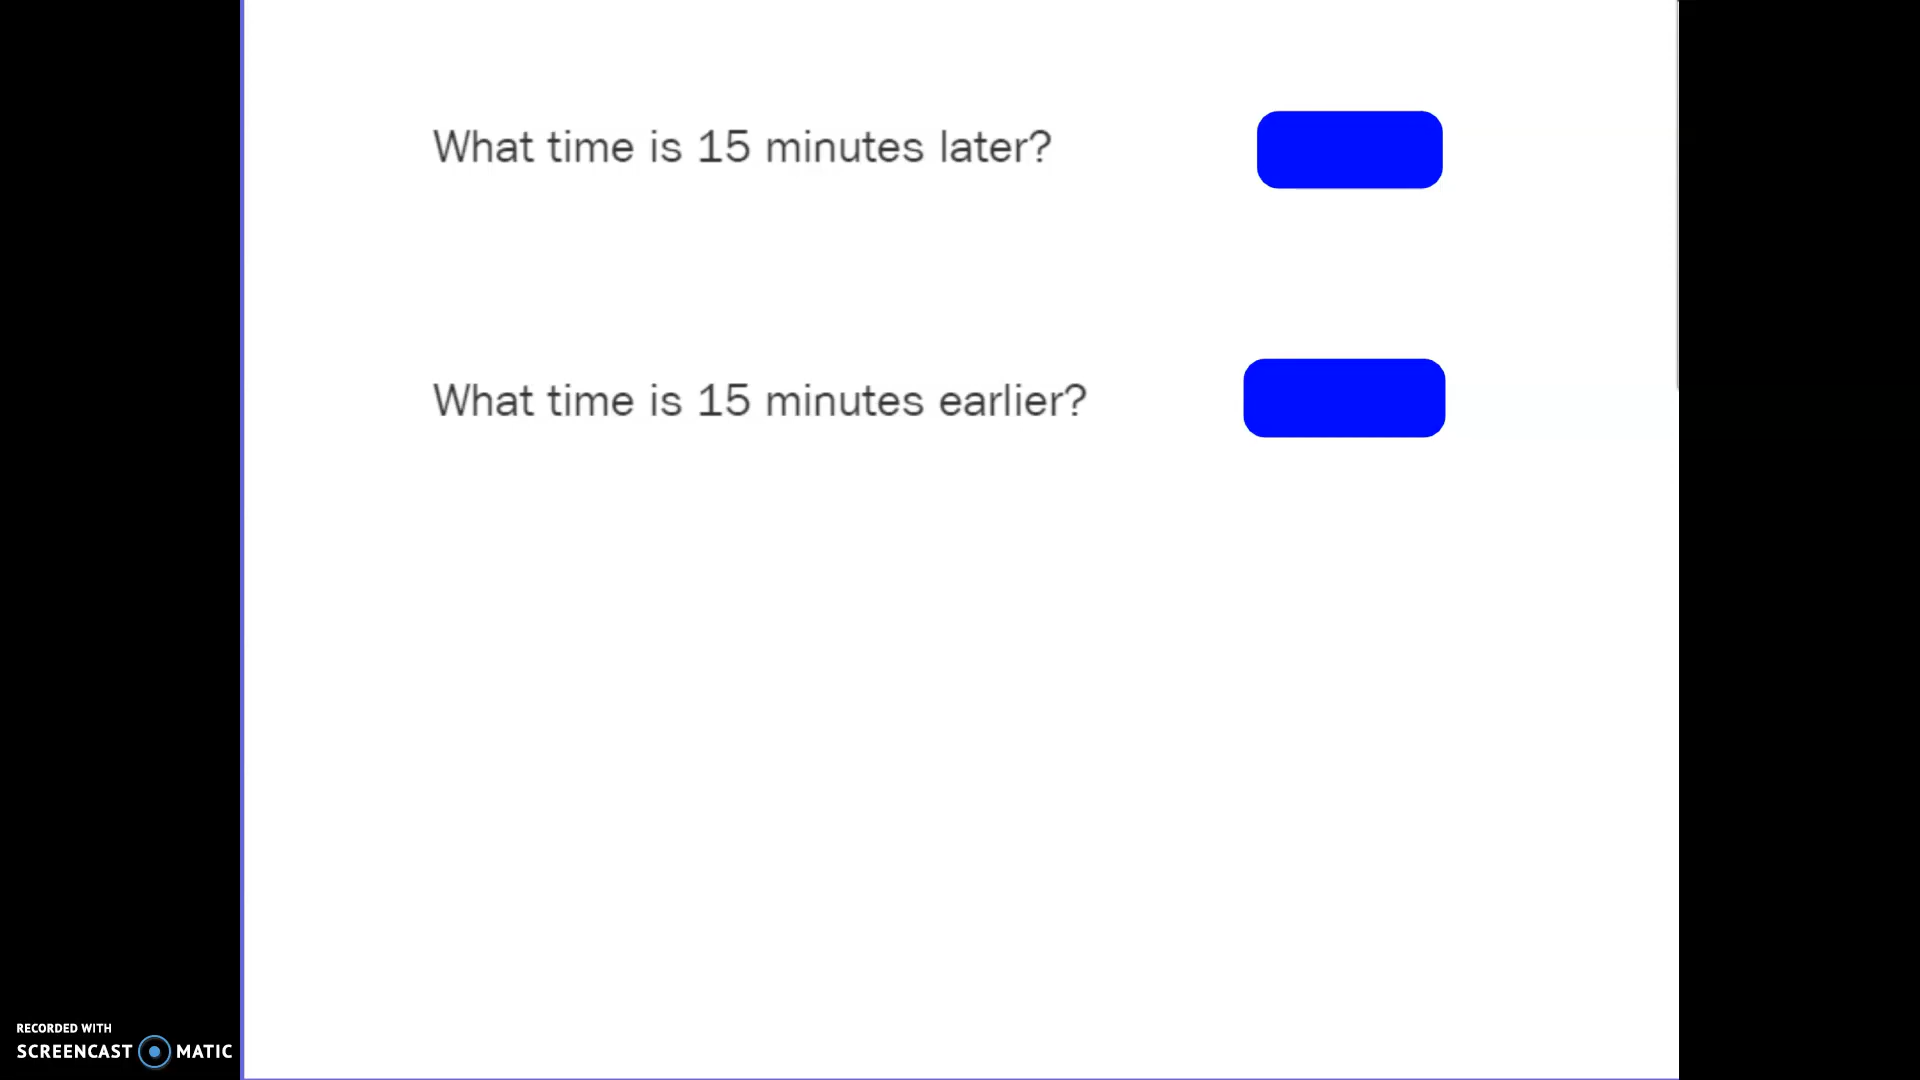 What time is 15 minutes later?
What time is 15 minutes earlier?
RECORDED WITH
SCREENCAST MATIC